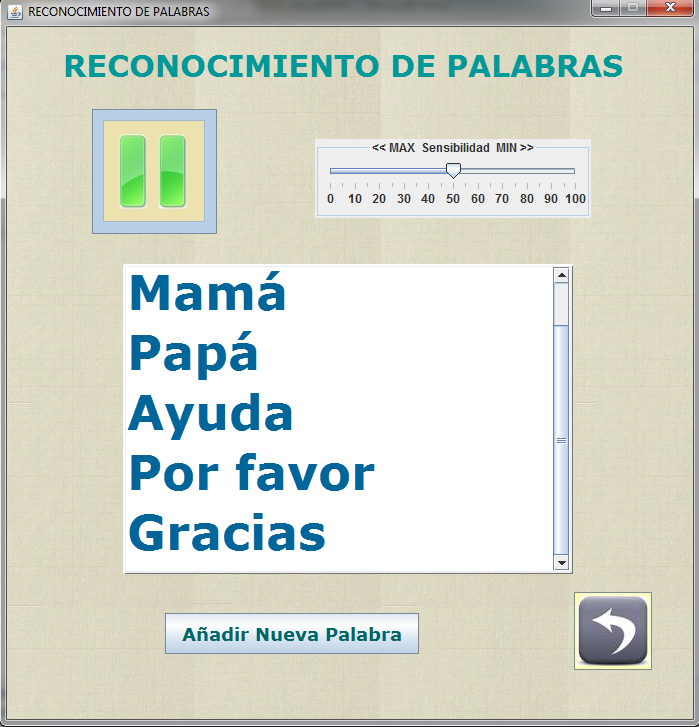 RECONOCIMIENTO DE PALABRAS
RECONOCIMIENTO DE PALABRAS
<< MAX Sensibilidad MIN >>
0 10 20 30 40 50 60 70 80 90 100
Mamá
Papá
Ayuda
Por favor
Gracias
Añadir Nueva Palabra